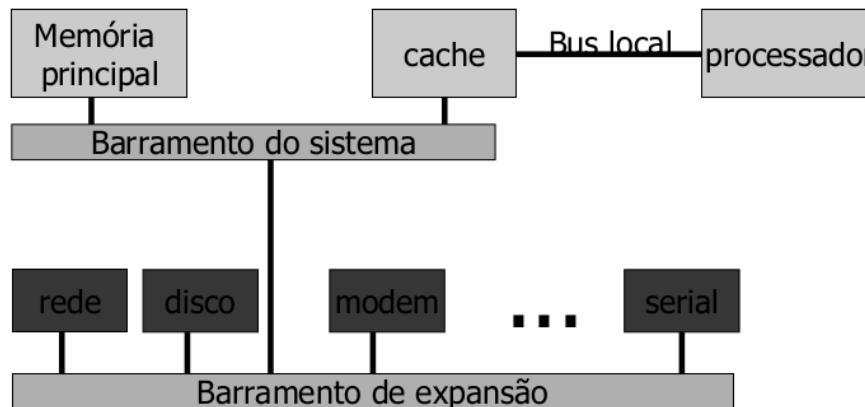 Memória
principal
cache
Bus local
processador
Barramento do sistema
rede
disco
modem
...
serial
Barramento de expansão